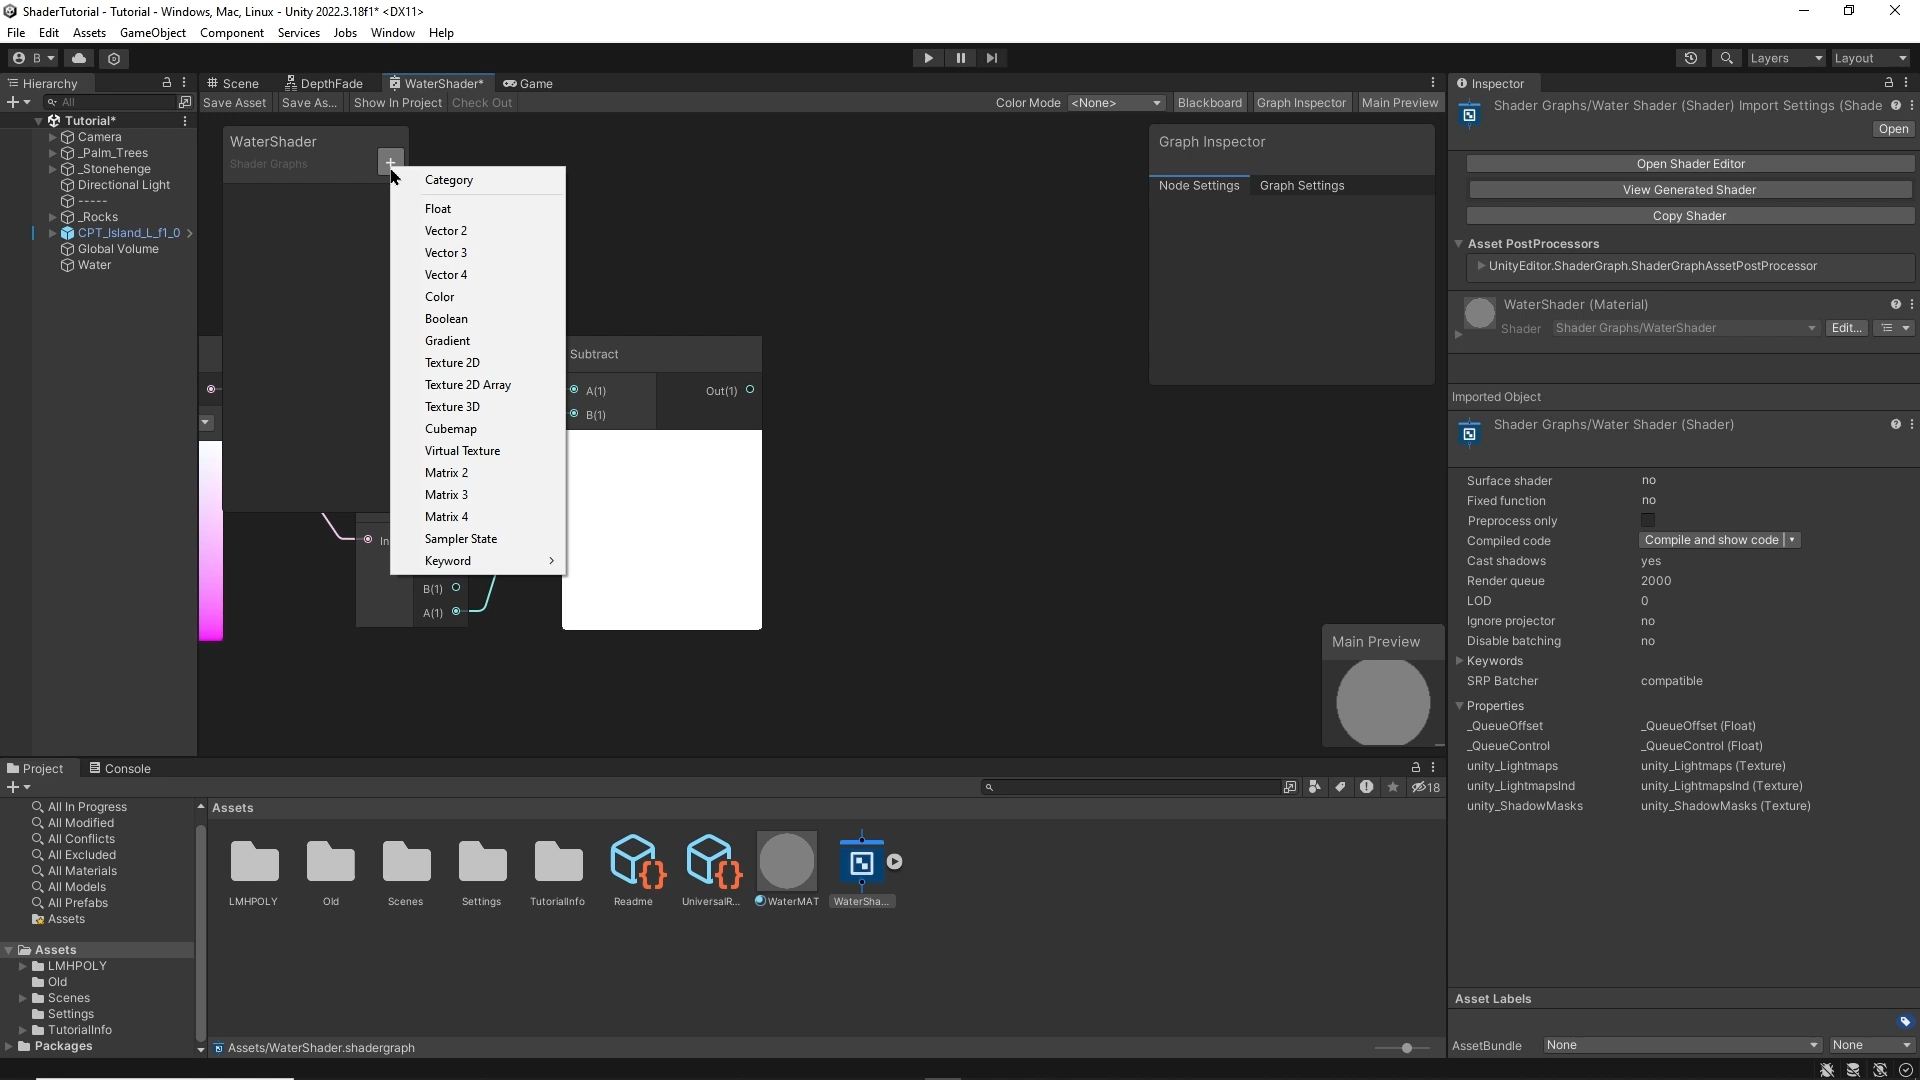 ShaderTutorial - Tutorial - Windows, Mac, Linux - Unity 2022.3.18f1* <DX11>
File Edit Assets GameObject Component Services Jobs Window Help
B Layers Layout
Hierarchy
All
Tutorial*
Camera
_Palm_Trees
_Stonehenge
Directional Light
-----
_Rocks
CPT_Island_L_f1_0
Global Volume
Water
Scene DepthFade WaterShader* Game
Save Asset Save As... Show In Project Check Out Color Mode <None> Blackboard Graph Inspector Main Preview
WaterShader
Shader Graphs
+
Category
Float
Vector 2
Vector 3
Vector 4
Color
Boolean
Gradient
Texture 2D
Texture 2D Array
Texture 3D
Cubemap
Virtual Texture
Matrix 2
Matrix 3
Matrix 4
Sampler State
Keyword
Subtract
A(1) Out(1)
B(1)
In
B(1)
A(1)
Graph Inspector
Node Settings Graph Settings
Main Preview
Inspector
Shader Graphs/Water Shader (Shader) Import Settings (Shade
Open
Open Shader Editor
View Generated Shader
Copy Shader
Asset PostProcessors
UnityEditor.ShaderGraph.ShaderGraphAssetPostProcessor
WaterShader (Material)
Shader Shader Graphs/WaterShader Edit...
Imported Object
Shader Graphs/Water Shader (Shader)
Surface shader no
Fixed function no
Preprocess only
Compiled code Compile and show code
Cast shadows yes
Render queue 2000
LOD 0
Ignore projector no
Disable batching no
Keywords
SRP Batcher compatible
Properties
_QueueOffset _QueueOffset (Float)
_QueueControl _QueueControl (Float)
unity_Lightmaps unity_Lightmaps (Texture)
unity_LightmapsInd unity_LightmapsInd (Texture)
unity_ShadowMasks unity_ShadowMasks (Texture)
Asset Labels
AssetBundle None None
Project Console
18
All In Progress
All Modified
All Conflicts
All Excluded
All Materials
All Models
All Prefabs
Assets
Assets
LMHPOLY
Old
Scenes
Settings
TutorialInfo
Packages
Assets
LMHPOLY Old Scenes Settings TutorialInfo Readme UniversalR... WaterMAT WaterSha...
Assets/WaterShader.shadergraph